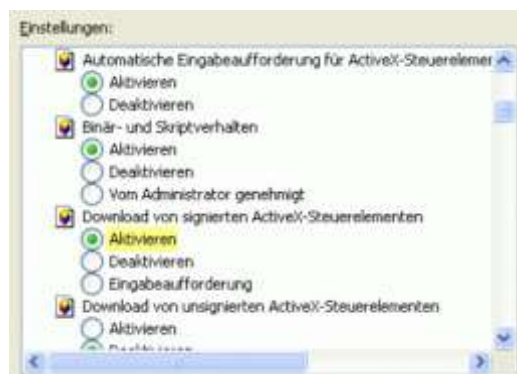 Einstellungen:
Automatische Eingabeaufforderung für ActiveX-Steuerelemer
Aktivieren
Deaktivieren
Binär- und Skriptverhalten
Aktivieren
Deaktivieren
Vom Administrator genehmigt
Download von signierten ActiveX-Steuerelementen
Aktivieren
Deaktivieren
Eingabeaufforderung
Download von unsignierten ActiveX-Steuerelementen
Aktivieren